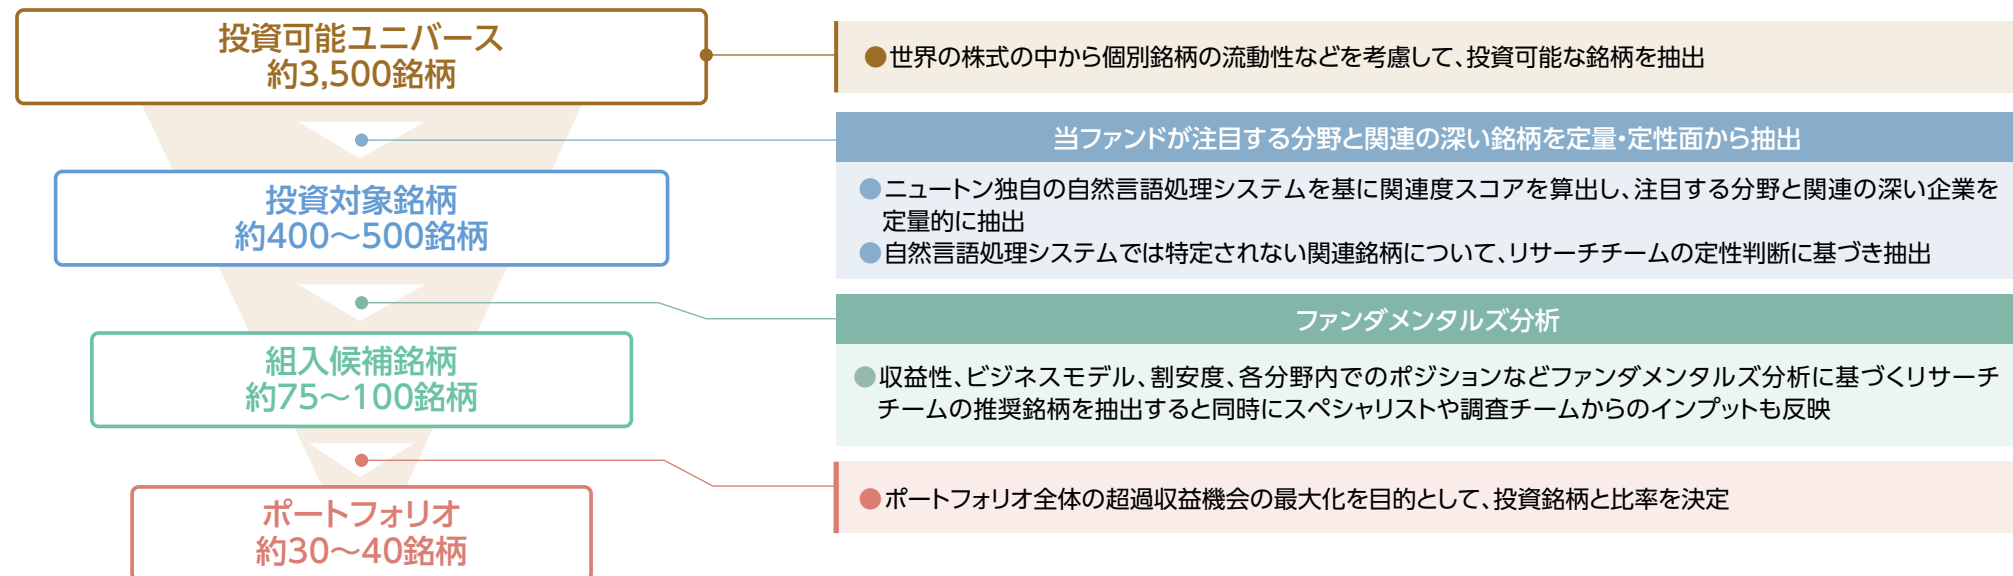 投資可能ユニバース
約3,500銘柄
●世界の株式の中から個別銘柄の流動性などを考慮して、投資可能な銘柄を抽出
当ファンドが注目する分野と関連の深い銘柄を定量・定性面から抽出
投資対象銘柄
約400〜500銘柄
●ニュートン独自の自然言語処理システムを基に関連度スコアを算出し、注目する分野と関連の深い企業を
定量的に抽出
●自然言語処理システムでは特定されない関連銘柄について、リサーチチームの定性判断に基づき抽出
ファンダメンタルズ分析
組入候補銘柄
約75〜100銘柄
●収益性、ビジネスモデル、割安度、各分野内でのポジションなどファンダメンタルズ分析に基づくリサーチ
チームの推奨銘柄を抽出すると同時にスペシャリストや調査チームからのインプットも反映
ポートフォリオ
約30〜40銘柄
●ポートフォリオ全体の超過収益機会の最大化を目的として、投資銘柄と比率を決定